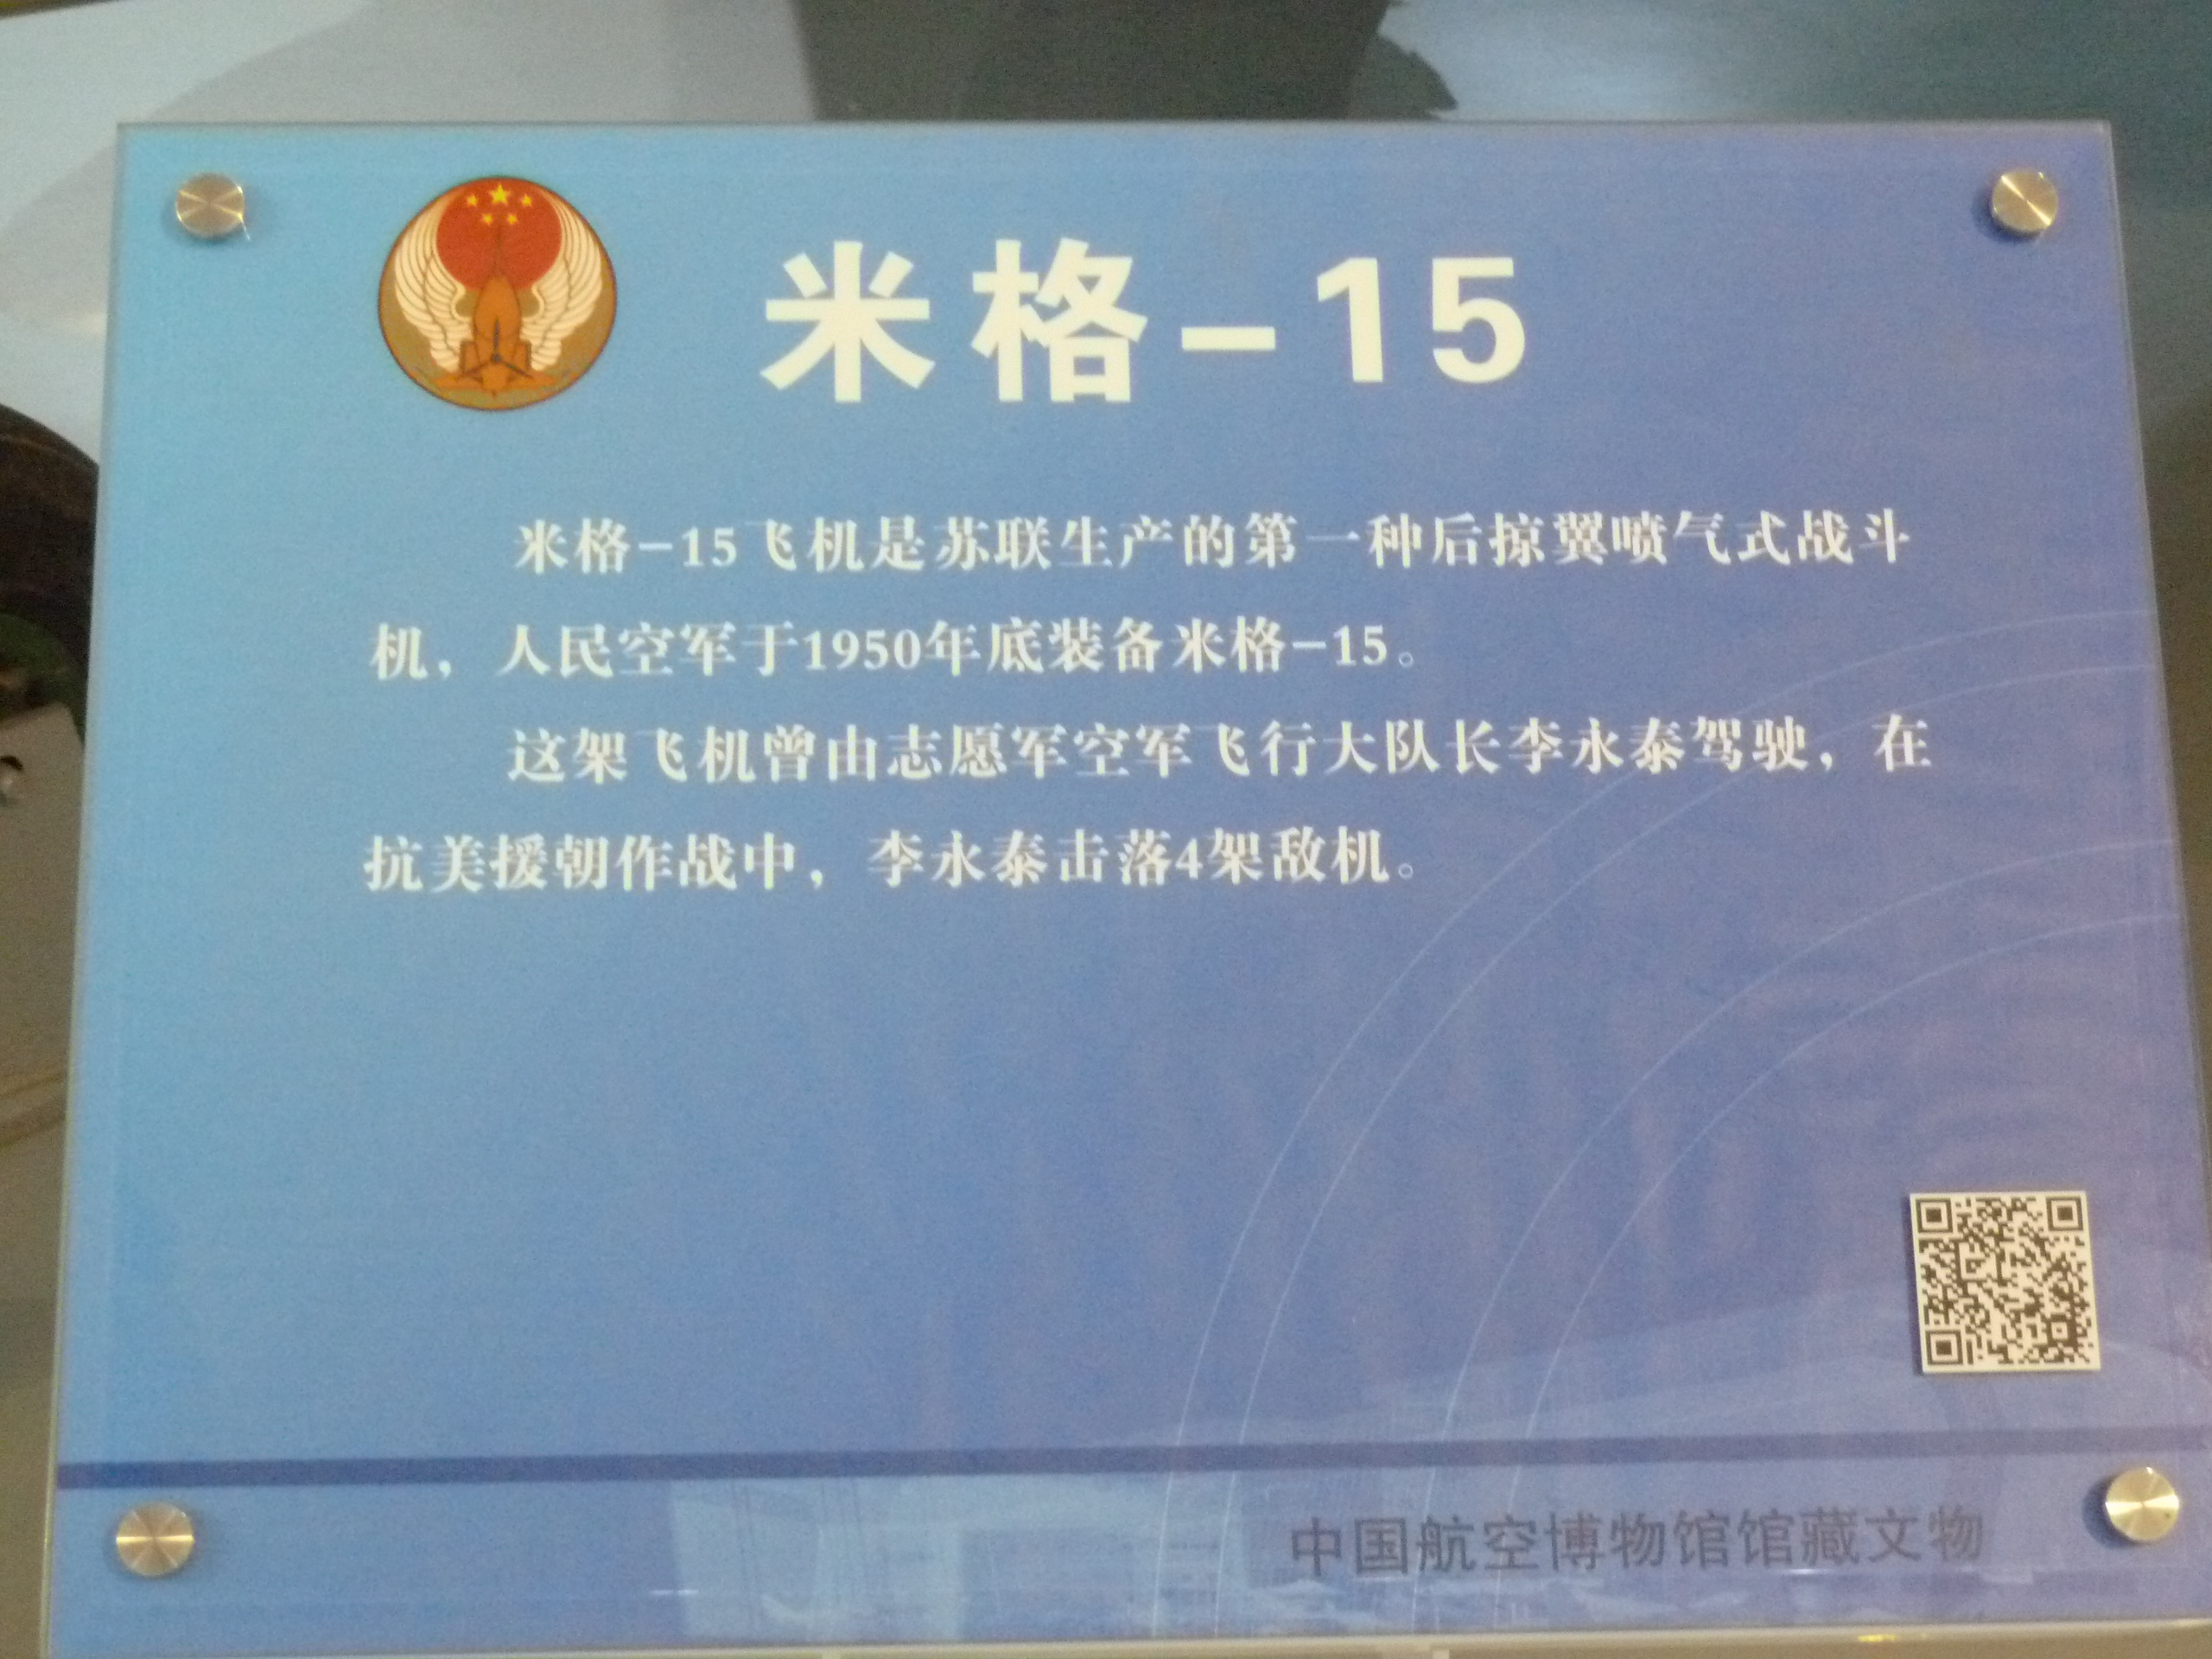 米格-15
米格-15飞机是苏联生产的第一种后掠翼喷气式战斗
机，人民空军于1950年底装备米格-15。
这架飞机曾由志愿军空军飞行大队长李永泰驾驶，在
抗美援朝作战中，李永泰击落4架敌机。
中国航空博物馆馆藏文物